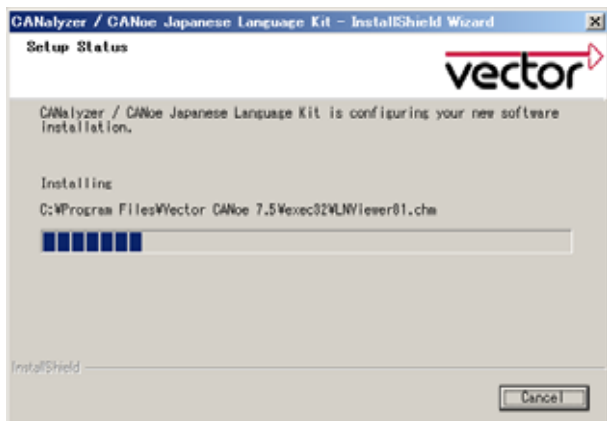 CANalyzer / CANoe Japanese Language Kit - InstallShield Wizard
Setup Status
vector
CANalyzer / CANoe Japanese Language Kit is configuring your new software
installation.
Installing
C:¥Program Files¥Vector CANoe 7.5¥exec32¥LNViewer81.chm
InstallShield
Cancel